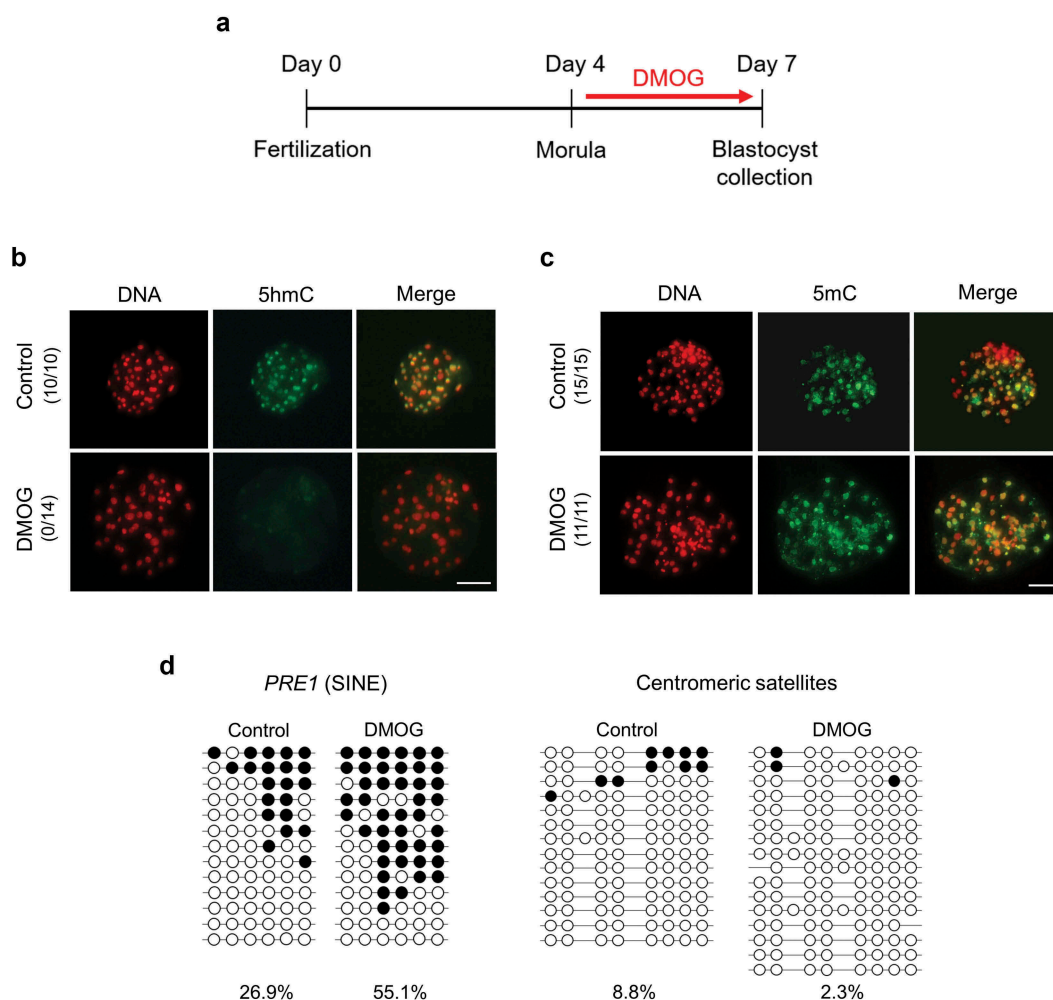 a
Day 0
Day 4
Day 7
DMOG
Fertilization
Morula
Blastocyst
collection
b
DNA
5hmC
Merge
Control
(10/10)
DMOG
(0/14)
c
DNA
5mC
Merge
Control
(15/15)
DMOG
(11/11)
d
PRE1 (SINE)
Centromeric satellites
Control
DMOG
Control
DMOG
26.9%
55.1%
8.8%
2.3%